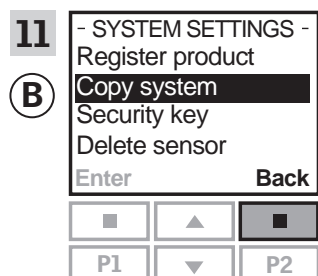 11
B
- SYSTEM SETTINGS -
Register product
Copy system
Security key
Delete sensor
Enter Back
P1 P2